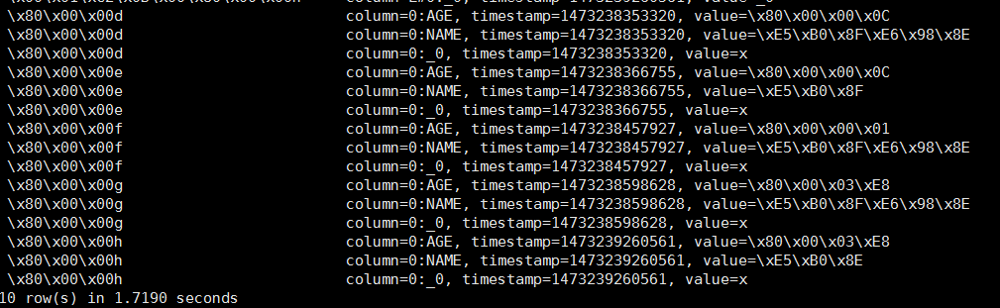 \x80\x00\x00d column=0:AGE, timestamp=1473238353320, value=\x80\x00\x00\x0C
\x80\x00\x00d column=0:NAME, timestamp=1473238353320, value=\xE5\xB0\x8F\xE6\x98\x8E
\x80\x00\x00d column=0:_0, timestamp=1473238353320, value=x
\x80\x00\x00e column=0:AGE, timestamp=1473238366755, value=\x80\x00\x00\x0C
\x80\x00\x00e column=0:NAME, timestamp=1473238366755, value=\xE5\xB0\x8F
\x80\x00\x00e column=0:_0, timestamp=1473238366755, value=x
\x80\x00\x00f column=0:AGE, timestamp=1473238457927, value=\x80\x00\x00\x01
\x80\x00\x00f column=0:NAME, timestamp=1473238457927, value=\xE5\xB0\x8F\xE6\x98\x8E
\x80\x00\x00f column=0:_0, timestamp=1473238457927, value=x
\x80\x00\x00g column=0:AGE, timestamp=1473238598628, value=\x80\x00\x03\xE8
\x80\x00\x00g column=0:NAME, timestamp=1473238598628, value=\xE5\xB0\x8F\xE6\x98\x8E
\x80\x00\x00g column=0:_0, timestamp=1473238598628, value=x
\x80\x00\x00h column=0:AGE, timestamp=1473239260561, value=\x80\x00\x03\xE8
\x80\x00\x00h column=0:NAME, timestamp=1473239260561, value=\xE5\xB0\x8E
\x80\x00\x00h column=0:_0, timestamp=1473239260561, value=x
10 row(s) in 1.7190 seconds